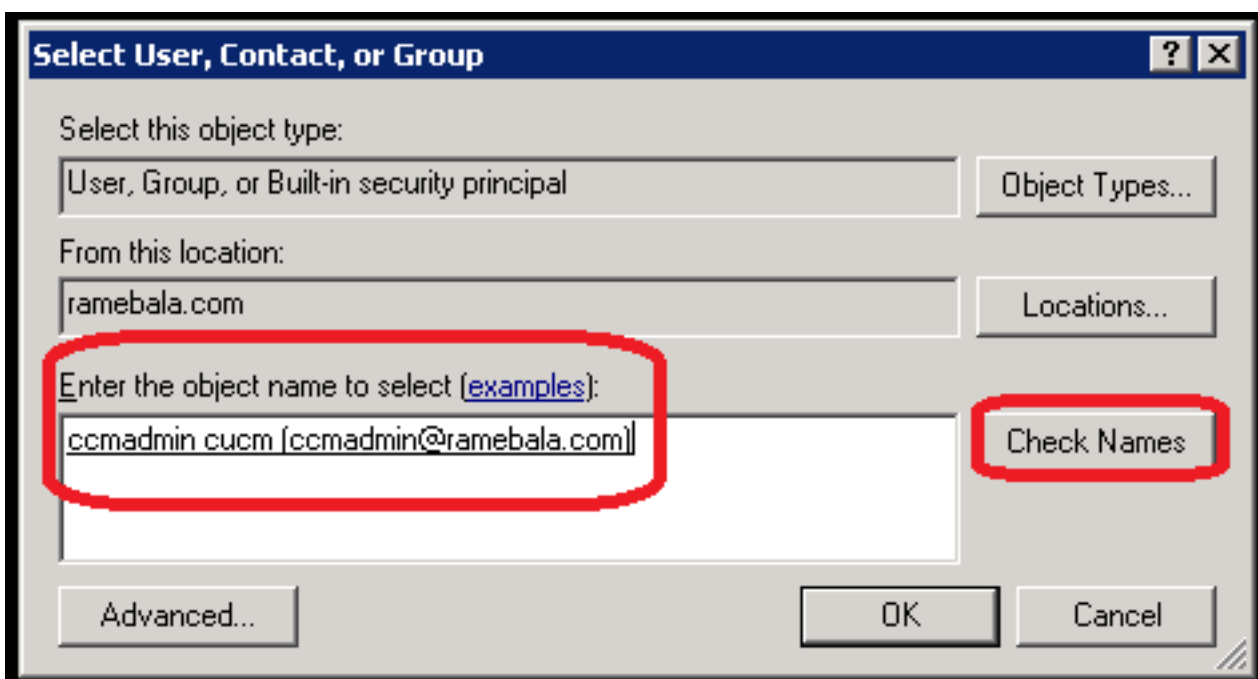 Select User, Contact, or Group
Select this object type:
User, Group, or Built-in security principal
Object Types...
From this location:
ramebala.com
Locations...
Enter the object name to select (examples):
ccmadmin cucm (ccmadmin@ramebala.com)
Check Names
Advanced...
OK
Cancel